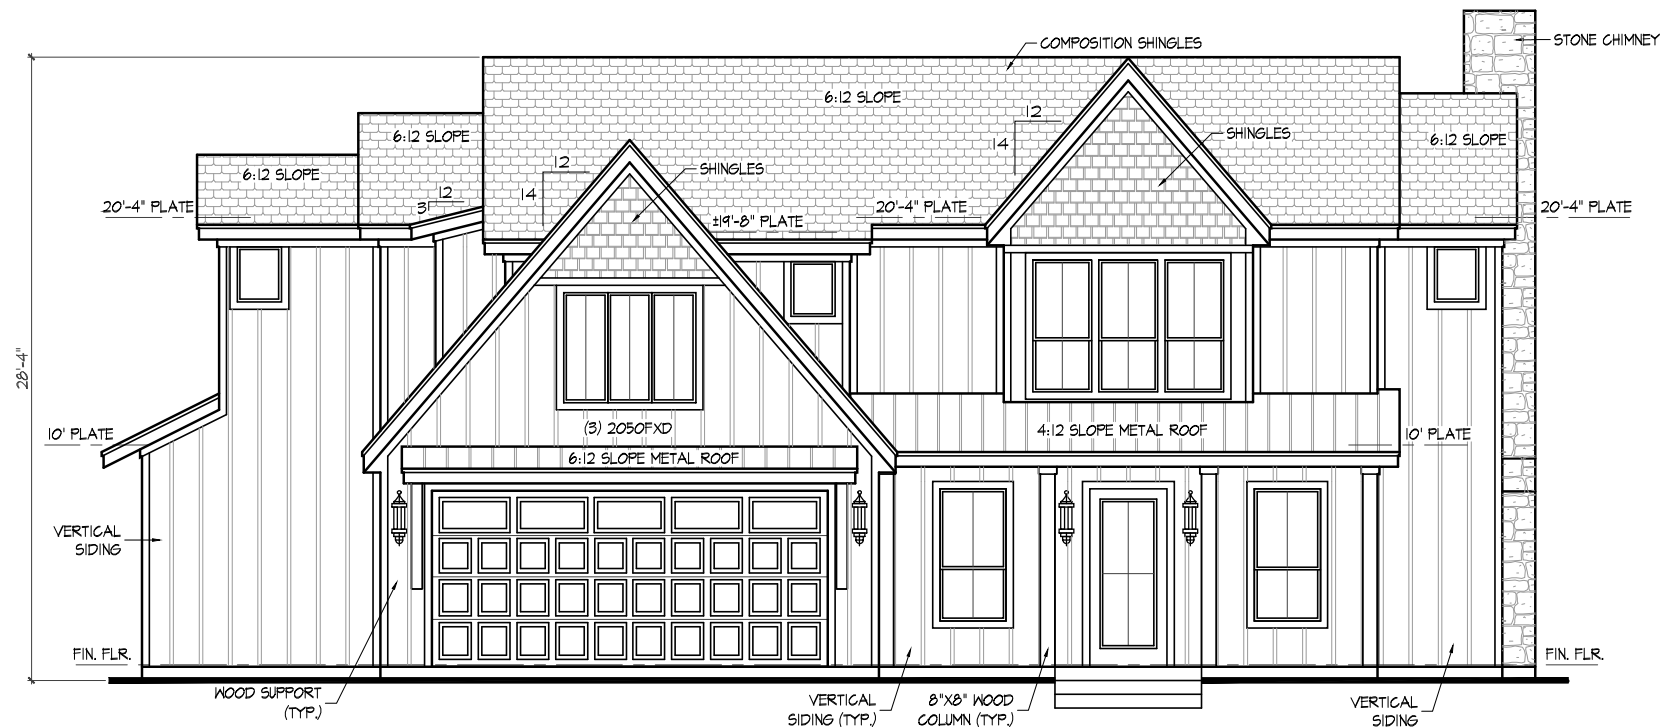 COMPOSITION SHINGLES
STONE CHIMNEY
6:12 SLOPE
12
14
SHINGLES
6:12 SLOPE
6:12 SLOPE
12
14
SHINGLES
6:12 SLOPE
12
3
20'-4" PLATE
±19'-8" PLATE
20'-4" PLATE
20'-4" PLATE
28'-4"
(3) 2050FXD
10' PLATE
4:12 SLOPE METAL ROOF
10' PLATE
6:12 SLOPE METAL ROOF
VERTICAL
SIDING
FIN. FLR.
FIN. FLR.
WOOD SUPPORT
(TYP.)
VERTICAL
SIDING (TYP.)
8"X8" WOOD
COLUMN (TYP.)
VERTICAL
SIDING